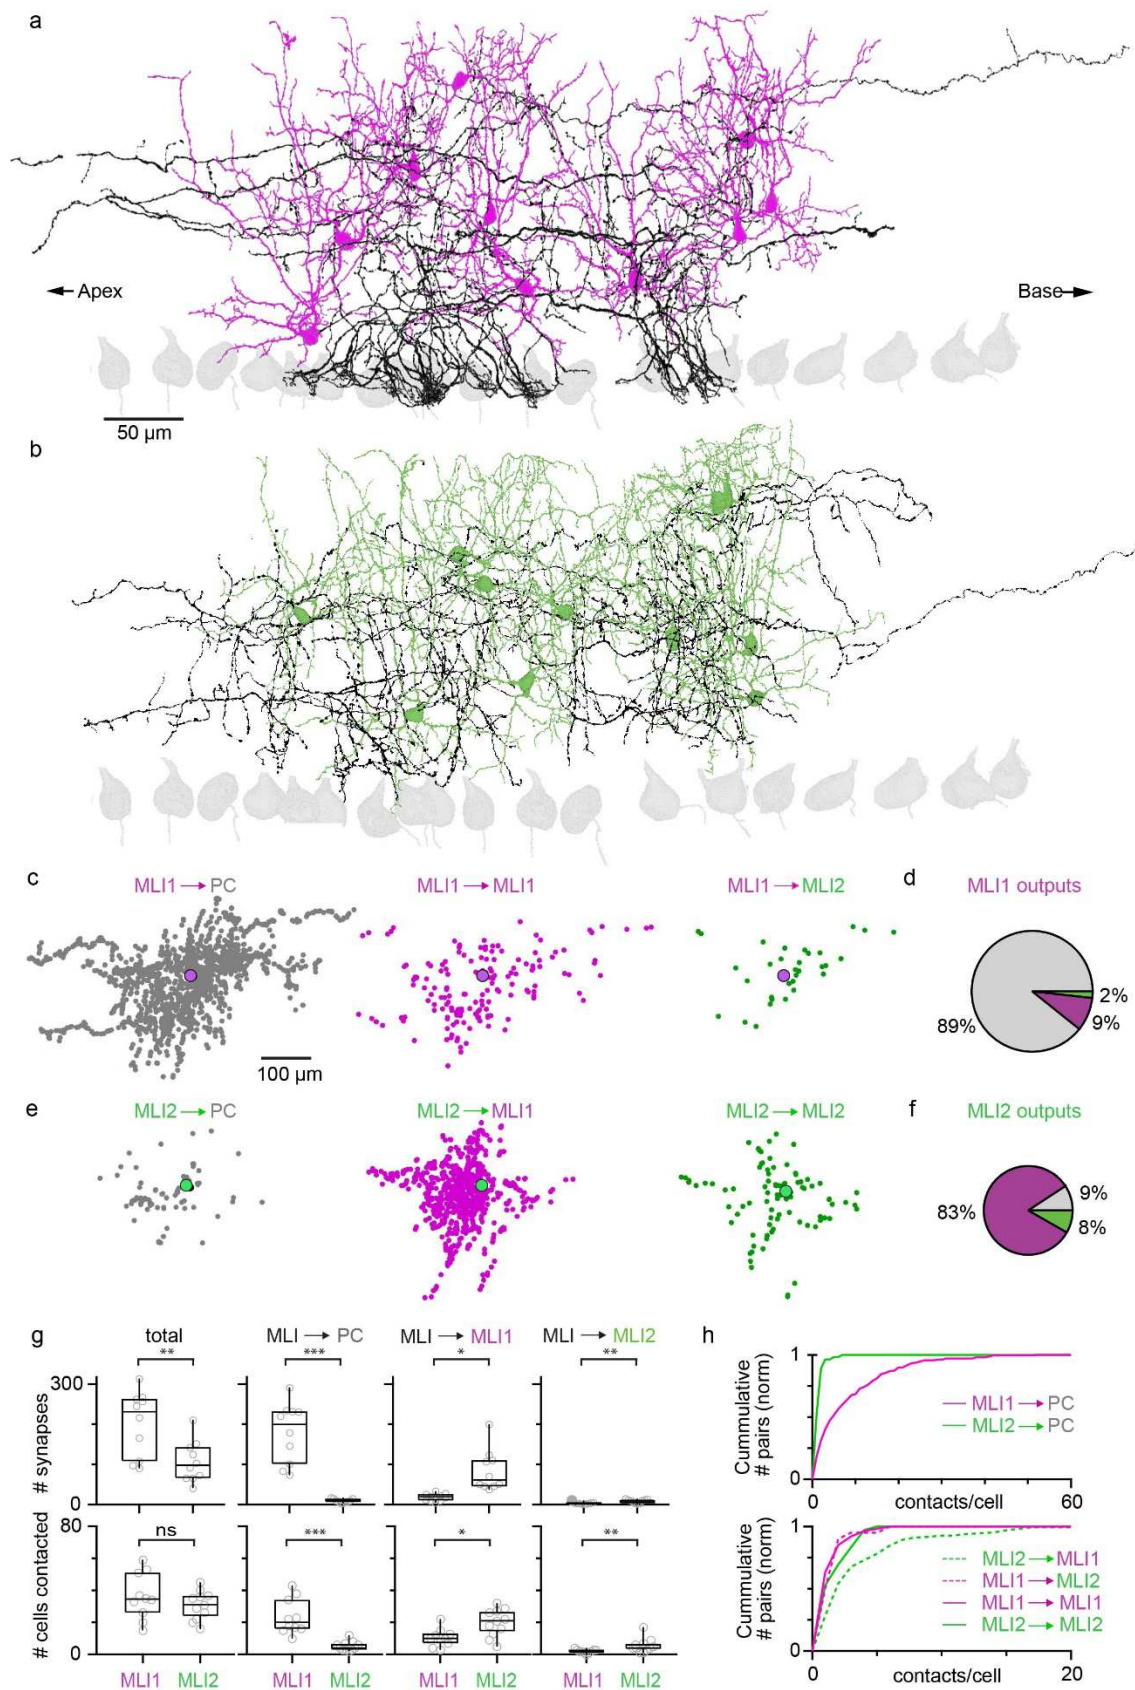 a
Apex
Base
50 µm
b
c
MLI1 → PC
MLI1 → MLI1
MLI1 → MLI2
d
MLI1 outputs
2%
9%
89%
100 µm
e
MLI2 → PC
MLI2 → MLI1
MLI2 → MLI2
f
MLI2 outputs
9%
83%
8%
g
total
MLI → PC
MLI → MLI1
MLI → MLI2
**
***
*
**
300
# synapses
0
80
ns
***
*
**
# cells contacted
0
MLI1
MLI2
MLI1
MLI2
MLI1
MLI2
MLI1
MLI2
h
1
Cummulative
# pairs (norm)
MLI1 → PC
MLI2 → PC
0
0
contacts/cell
60
1
Cummulative
# pairs (norm)
MLI2 → MLI1
MLI1 → MLI2
MLI1 → MLI1
MLI2 → MLI2
0
0
contacts/cell
20